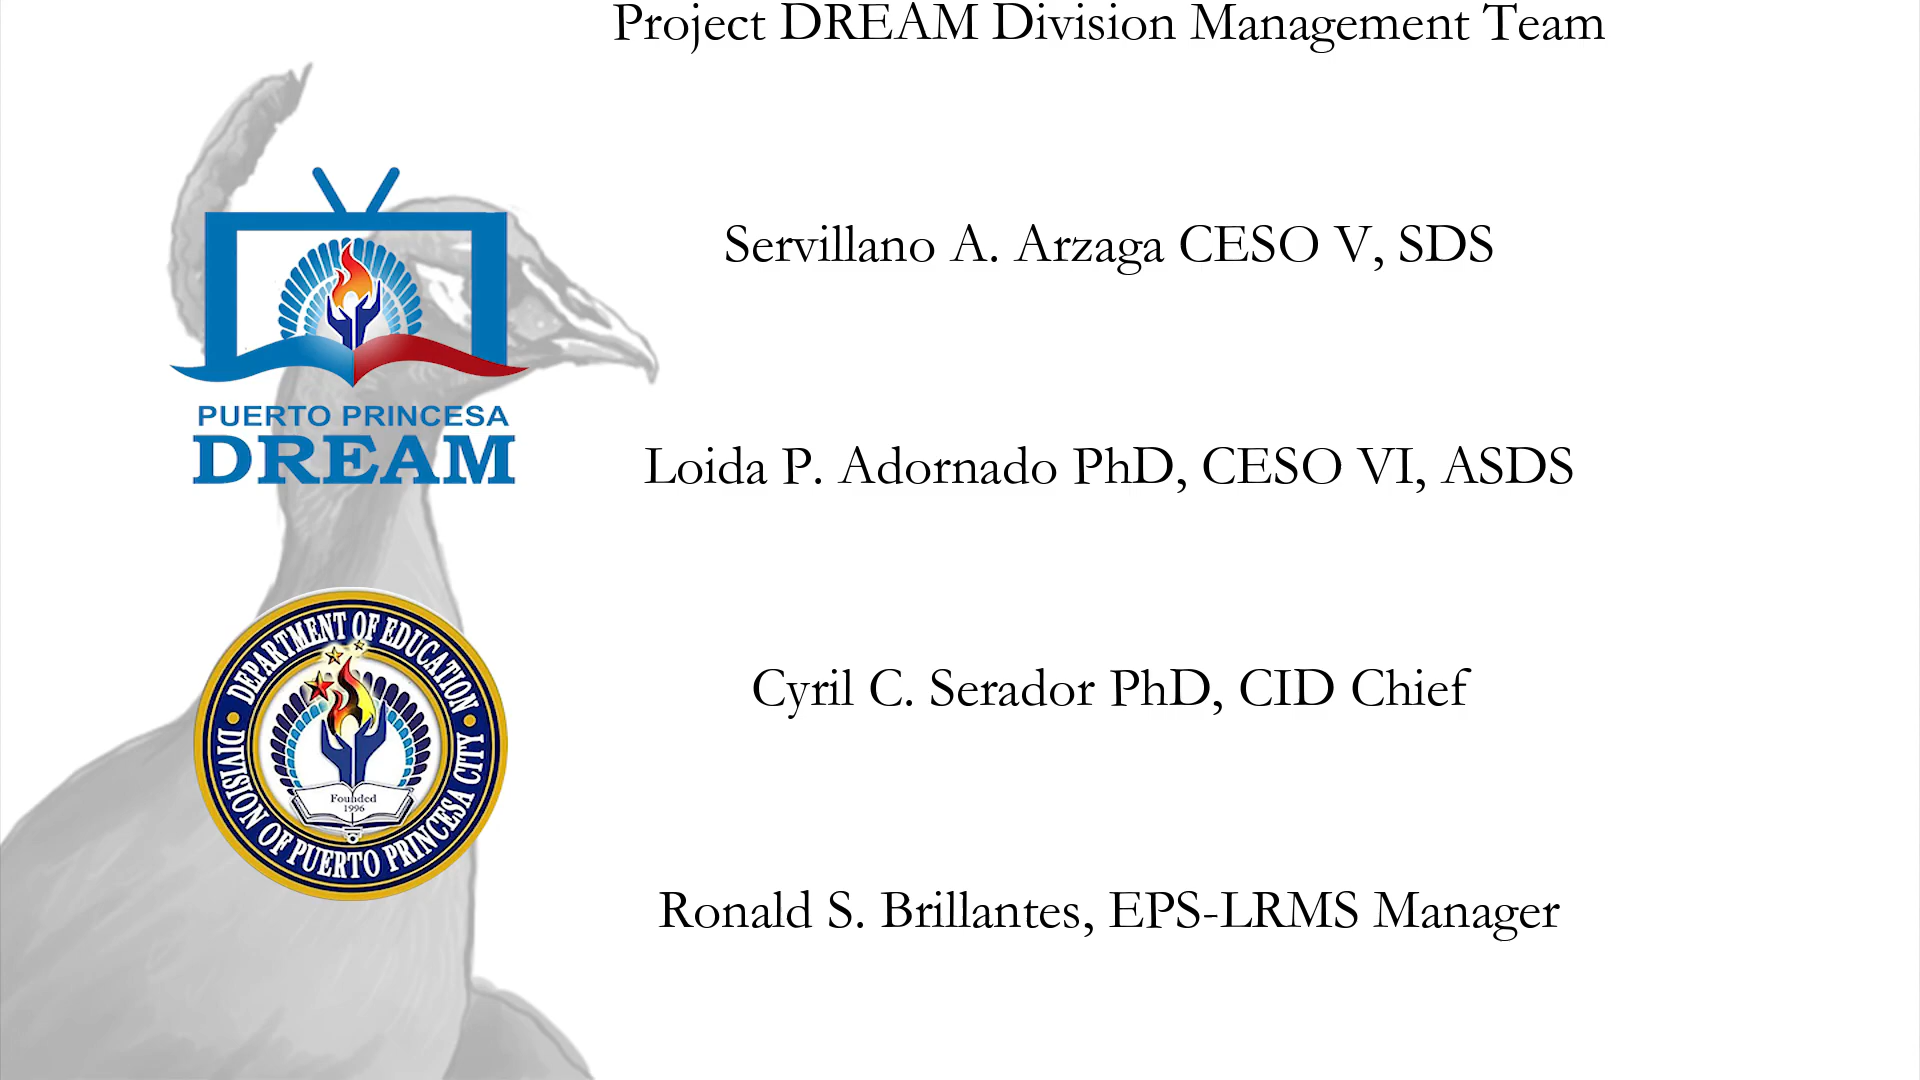 Project DREAM Division Management Team
Servillano A. Arzaga CESO V, SDS
PUERTO PRINCESA
DREAM
Loida P. Adornado PhD, CESO VI, ASDS
DEPARTMENT OF EDUCATION
DIVISION OF PUERTO PRINCESA CITY
Founded
1996
Cyril C. Serador PhD, CID Chief
Ronald S. Brillantes, EPS-LRMS Manager